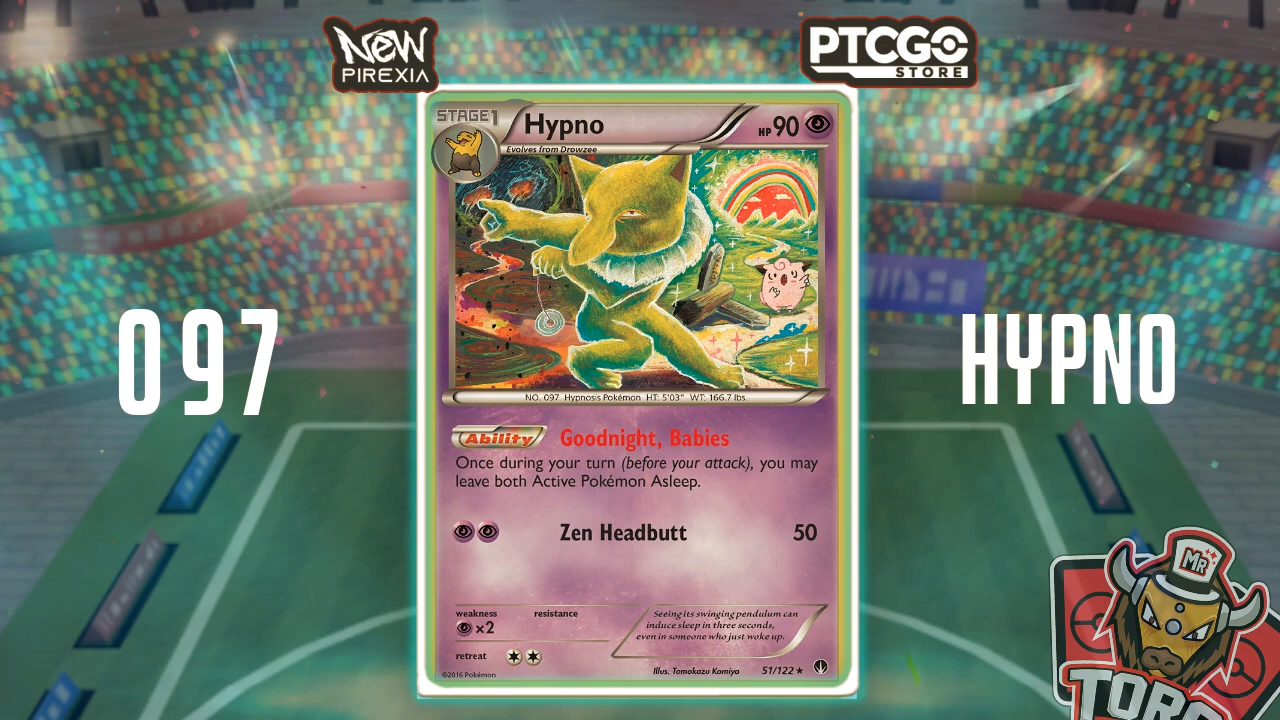 NEW
PIREXIA
PTCGO
STORE
STAGE1
Hypno
HP90
Evolves from Drowzee
097
HYPNO
NO. 097 Hypnosis Pokémon HT: 5'03" WT: 166.7 lbs.
Ability Goodnight, Babies
Once during your turn (before your attack), you may
leave both Active Pokémon Asleep.
Zen Headbutt 50
weakness resistance
×2
retreat
Seeing its swinging pendulum can
induce sleep in three seconds,
even in someone who just woke up.
©2016 Pokémon
Illus. Tomokazu Komiya 51/122 ★
MR
TORO